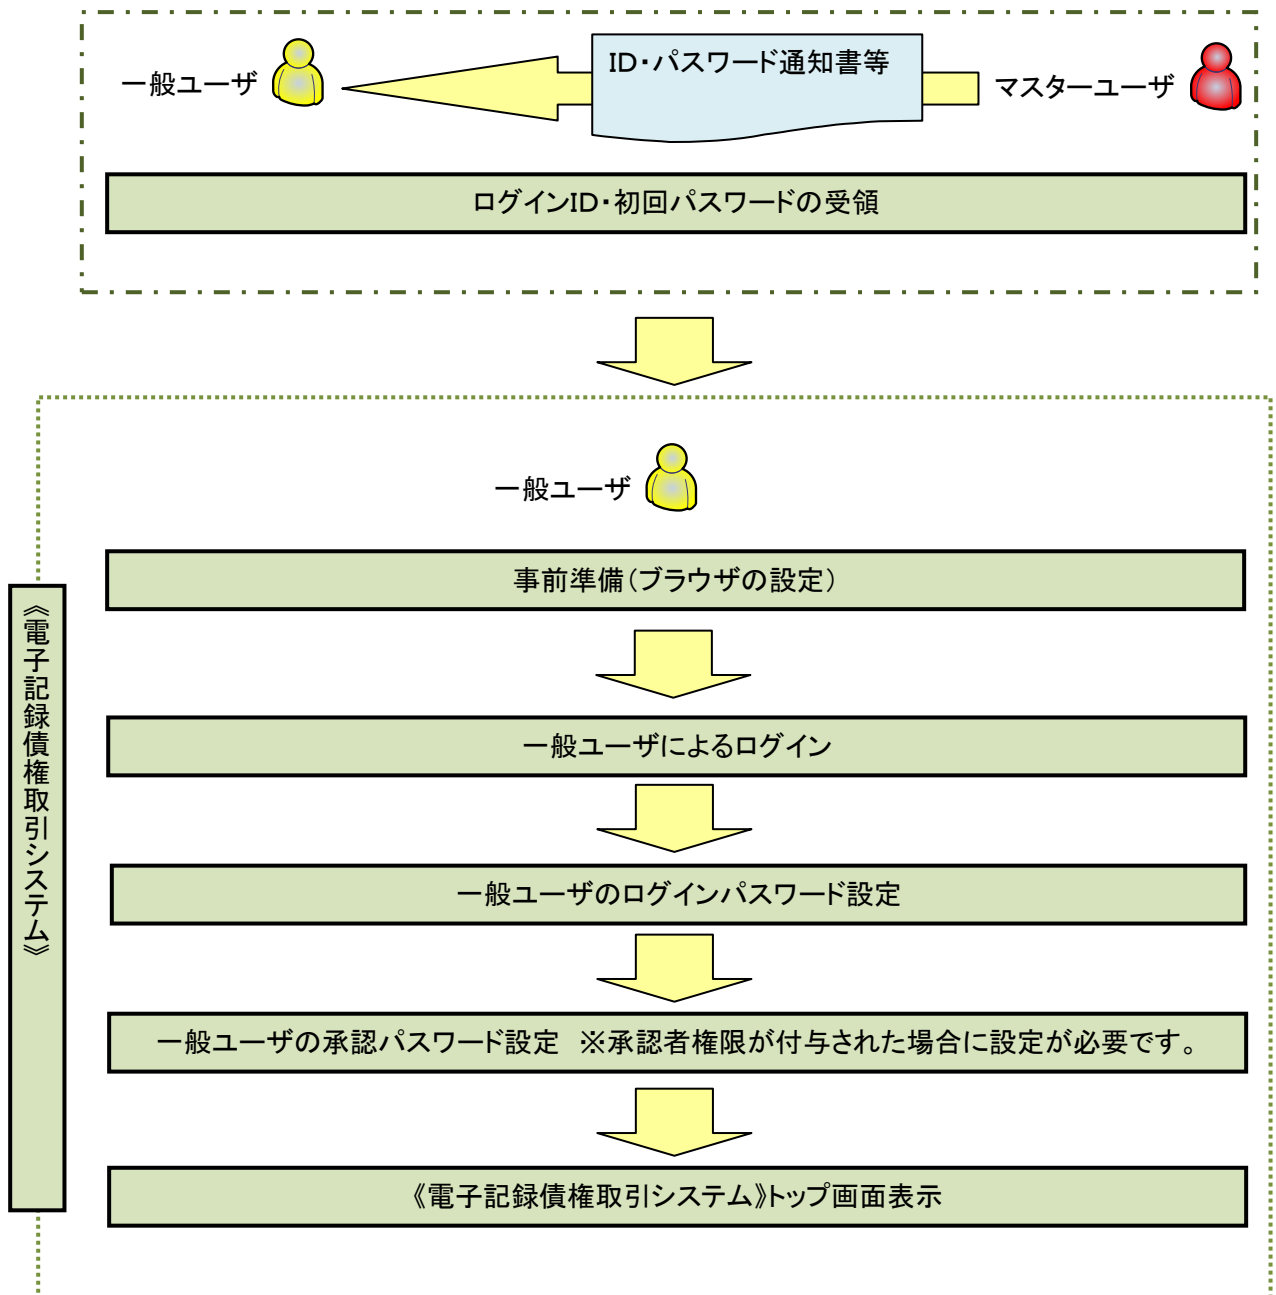 一般ユーザ
ID・パスワード通知書等
マスターユーザ
ログインID・初回パスワードの受領
一般ユーザ
事前準備（ブラウザの設定）
《電子記録債権取引システム》
一般ユーザによるログイン
一般ユーザのログインパスワード設定
一般ユーザの承認パスワード設定　※承認者権限が付与された場合に設定が必要です。
《電子記録債権取引システム》トップ画面表示